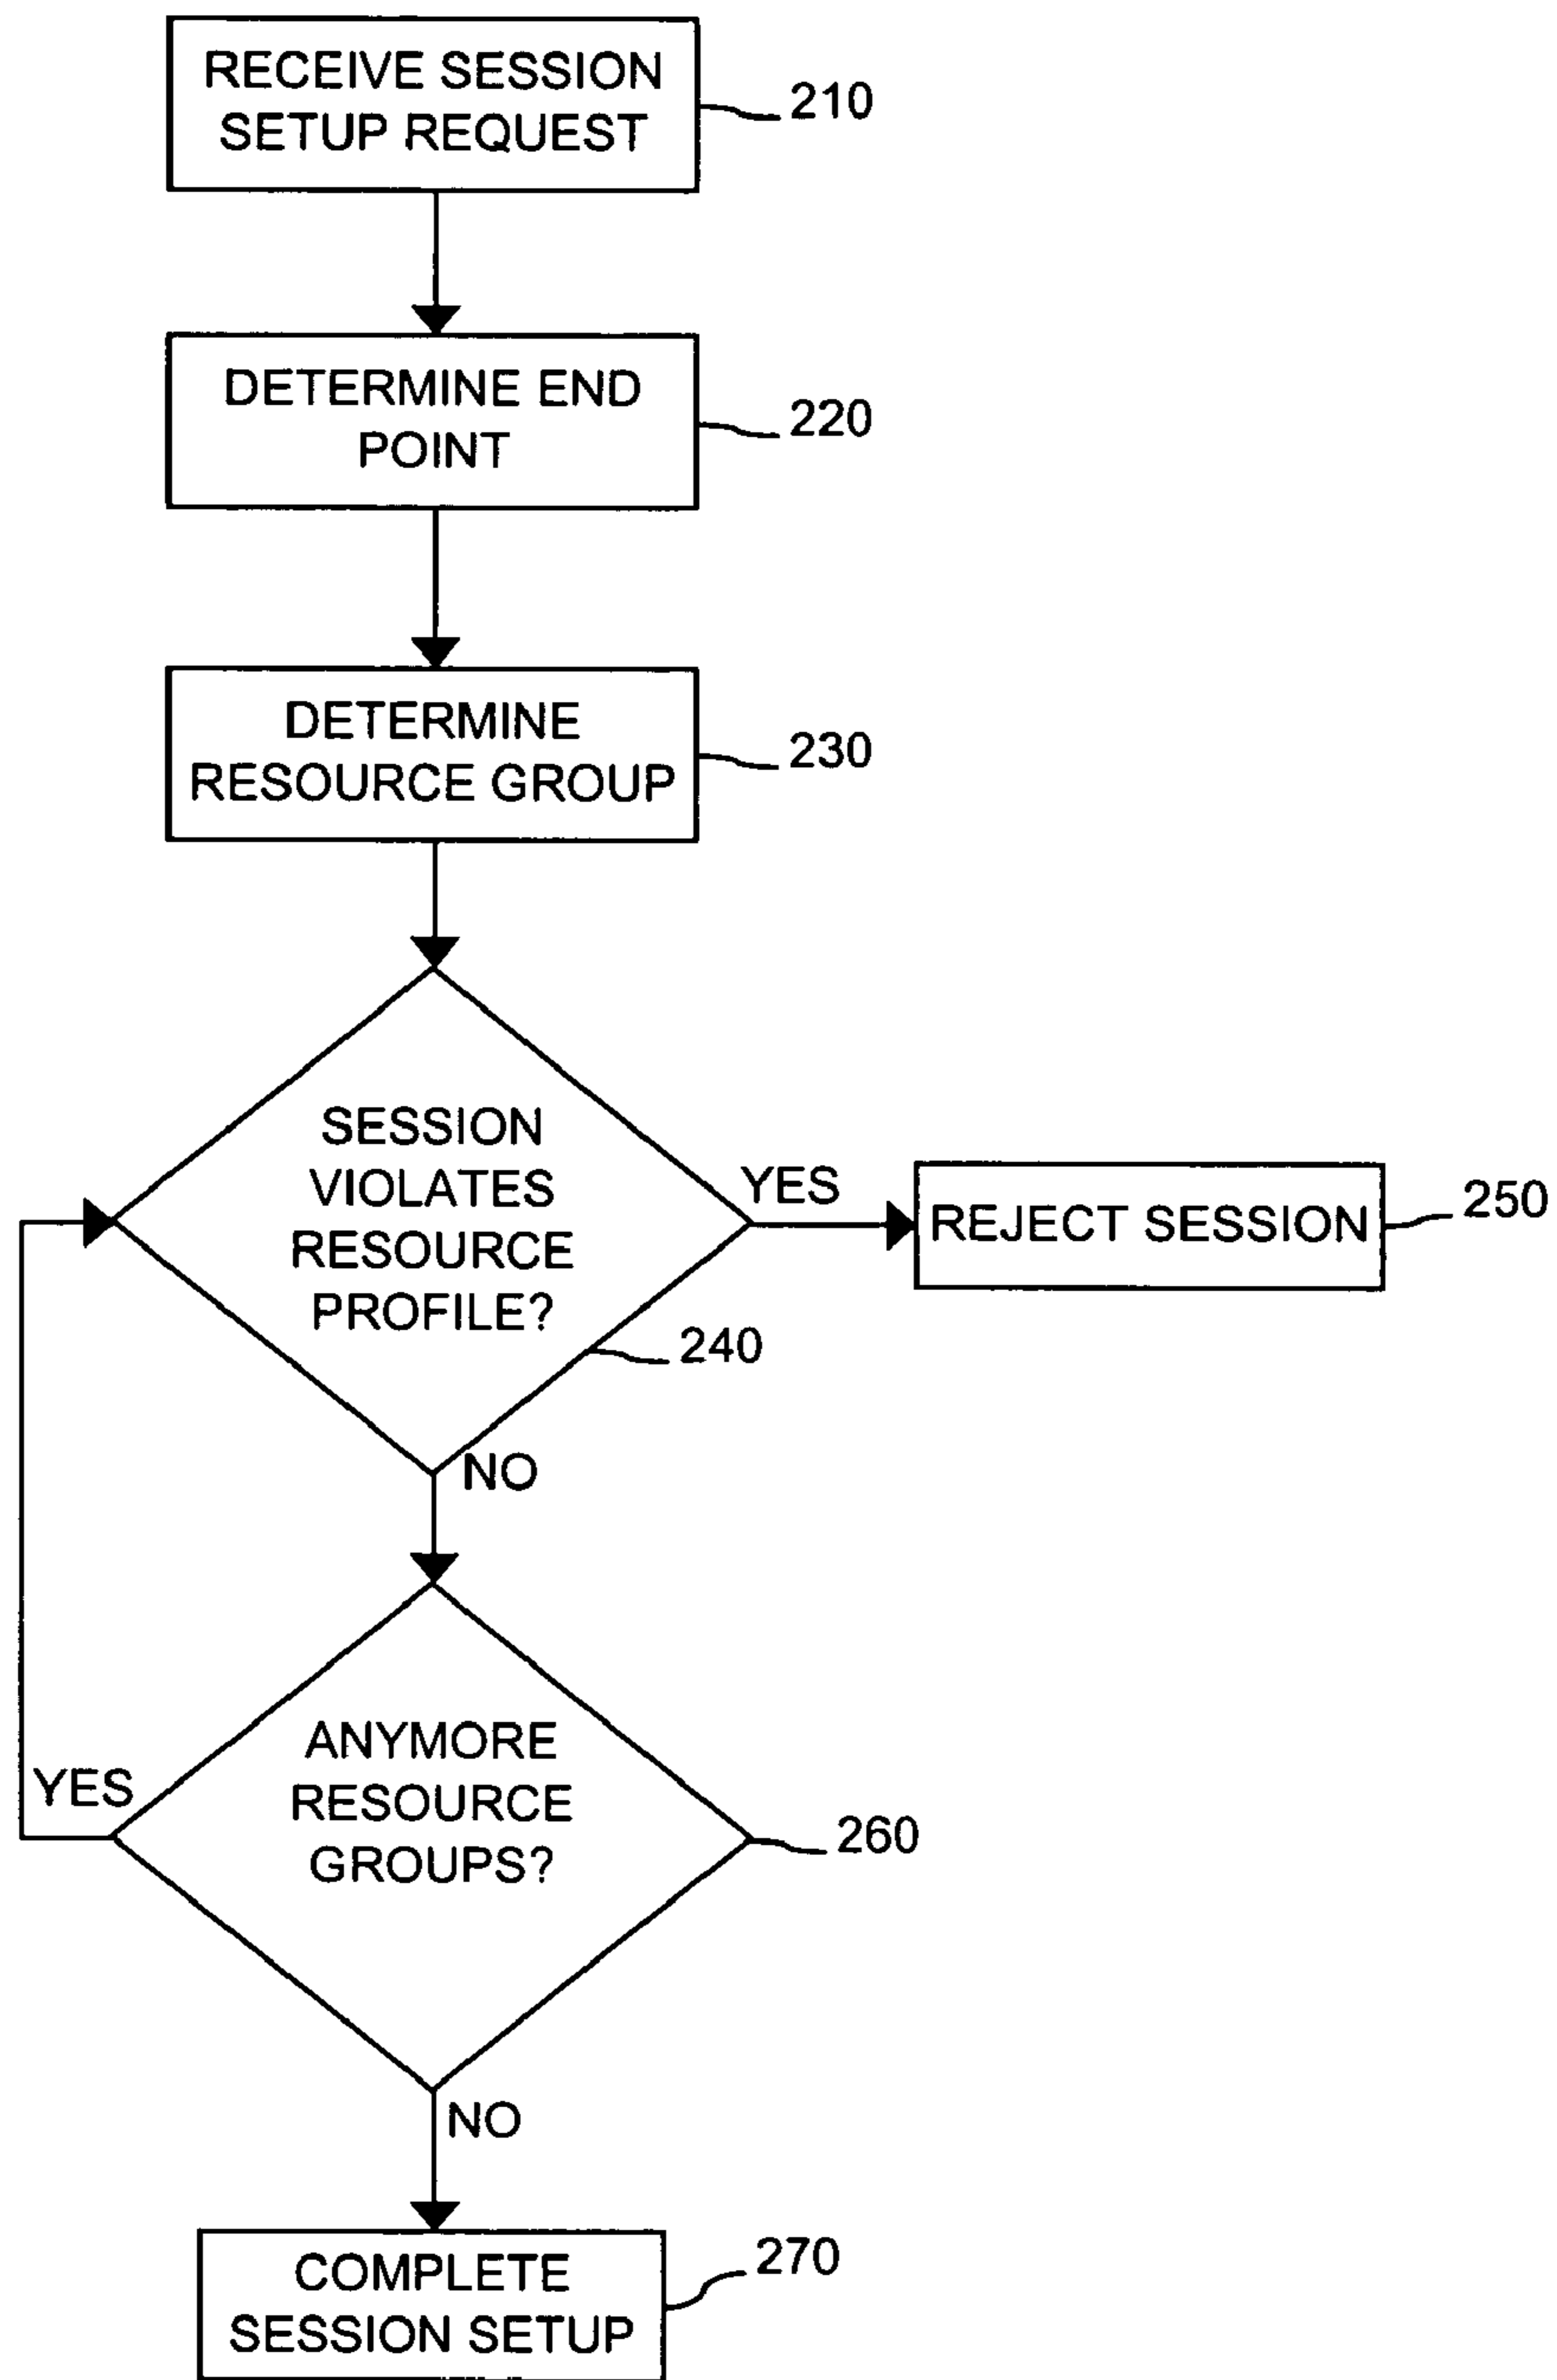 RECEIVE SESSION
SETUP REQUEST
210
DETERMINE END
POINT
220
DETERMINE
RESOURCE GROUP
230
SESSION
VIOLATES
RESOURCE
PROFILE?
240
YES
REJECT SESSION
250
NO
ANYMORE
RESOURCE
GROUPS?
260
YES
NO
COMPLETE
SESSION SETUP
270